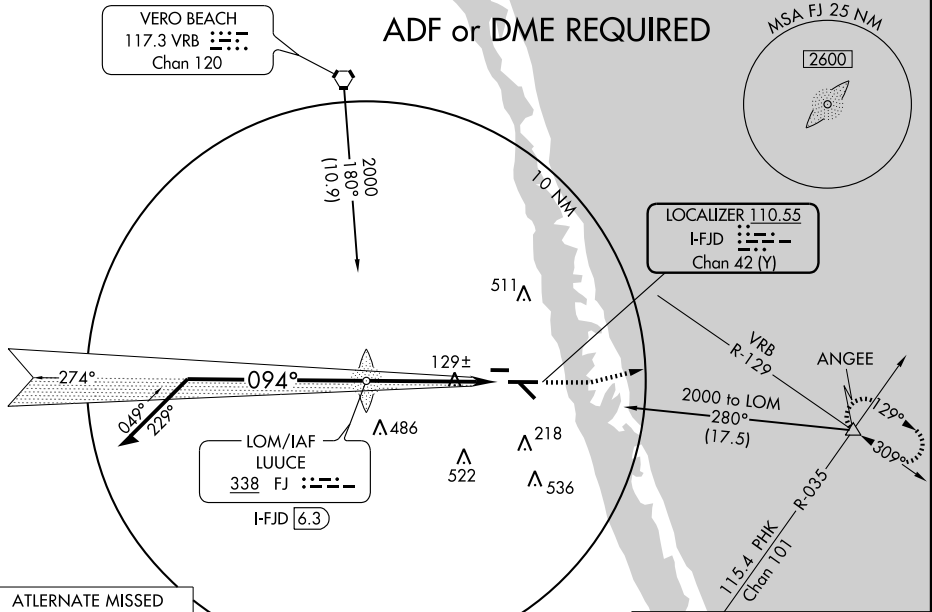 ADF or DME REQUIRED
VERO BEACH
117.3 VRB
Chan 120
MSA FJ 25 NM
2600
2000
180°
(10.9)
10 NM
LOCALIZER 110.55
I-FJD
Chan 42 (Y)
511
VRB
R-129
ANGEE
129±
274°
094°
2000 to LOM
280°
(17.5)
129°
309°
049°
229°
486
218
522
536
LOM/IAF
LUUCE
338 FJ
I-FJD 6.3
R-035
115.4 PHK
Chan 101
ATLERNATE MISSED